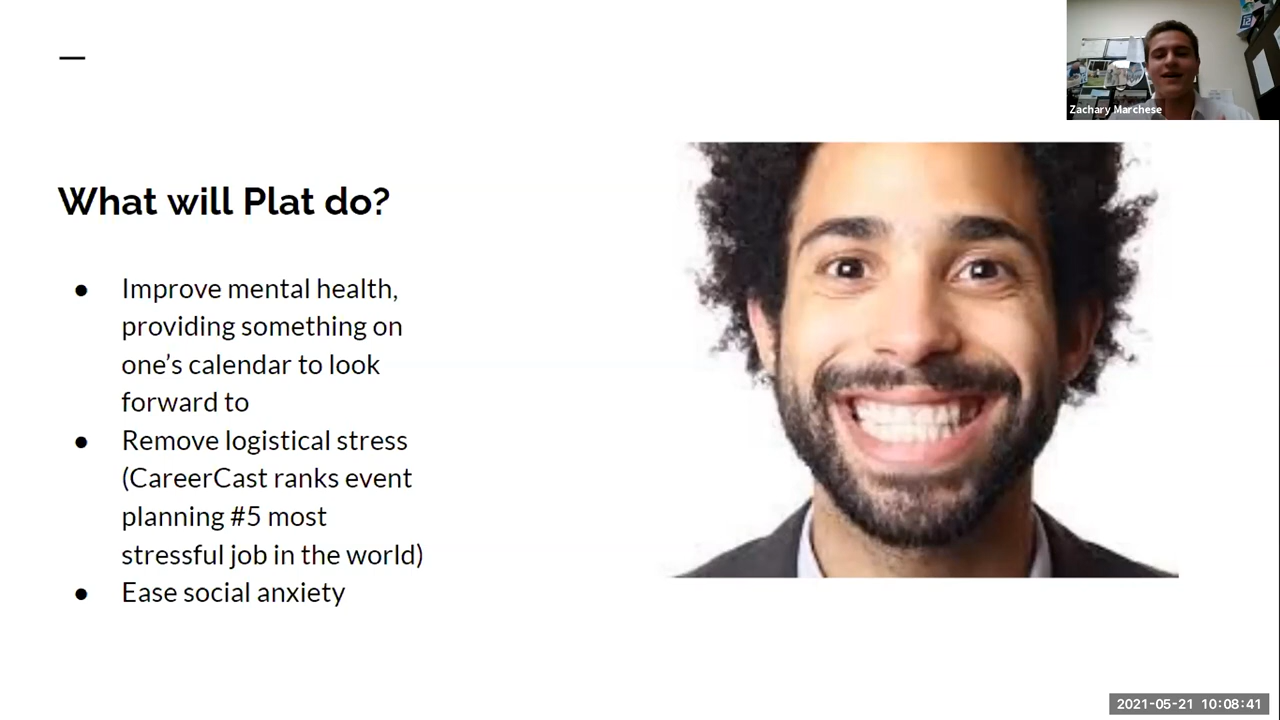 Zachary Marchese
What will Plat do?
● Improve mental health,
providing something on
one’s calendar to look
forward to
● Remove logistical stress
(CareerCast ranks event
planning #5 most
stressful job in the world)
● Ease social anxiety
2021-05-21 10:08:41